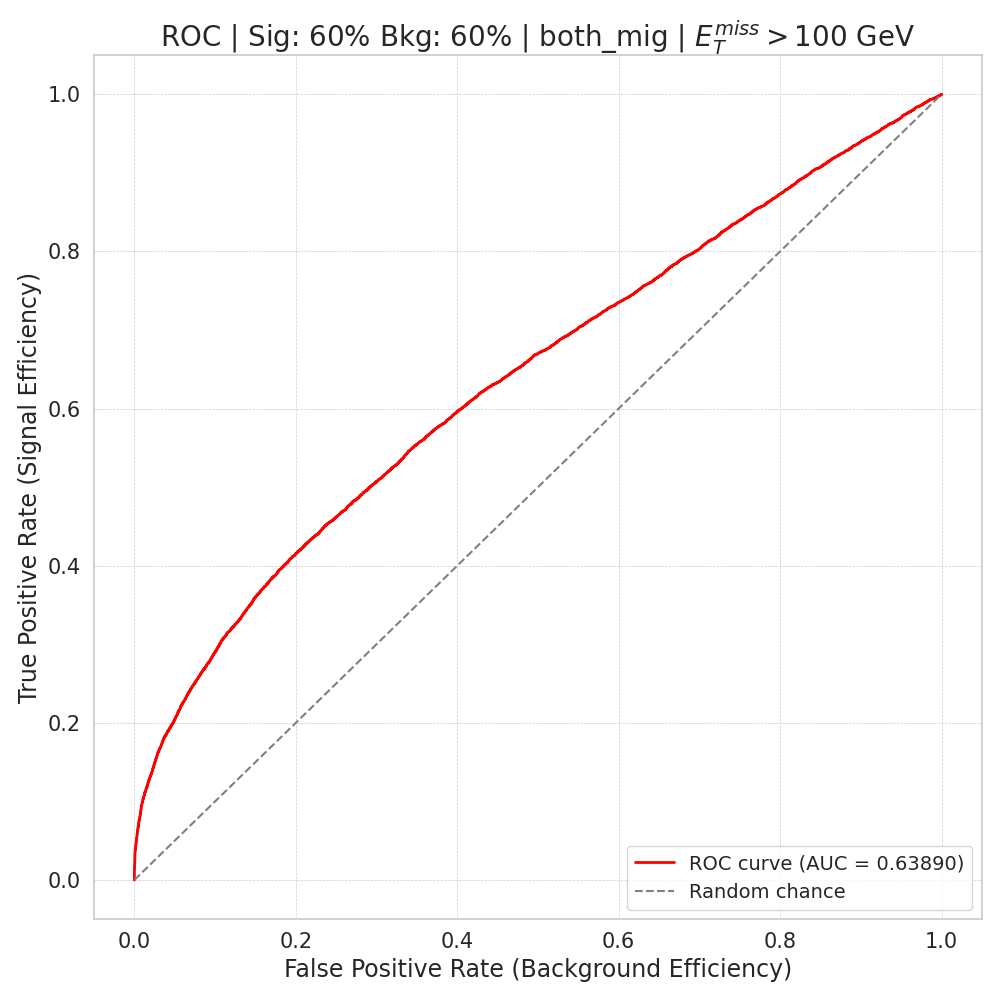 ROC | Sig: 60% Bkg: 60% | both_mig | $E_T^{miss} > 100$ GeV
1.0
0.8
0.6
0.4
0.2
0.0
True Positive Rate (Signal Efficiency)
ROC curve (AUC = 0.63890)
Random chance
0.0 0.2 0.4 0.6 0.8 1.0
False Positive Rate (Background Efficiency)